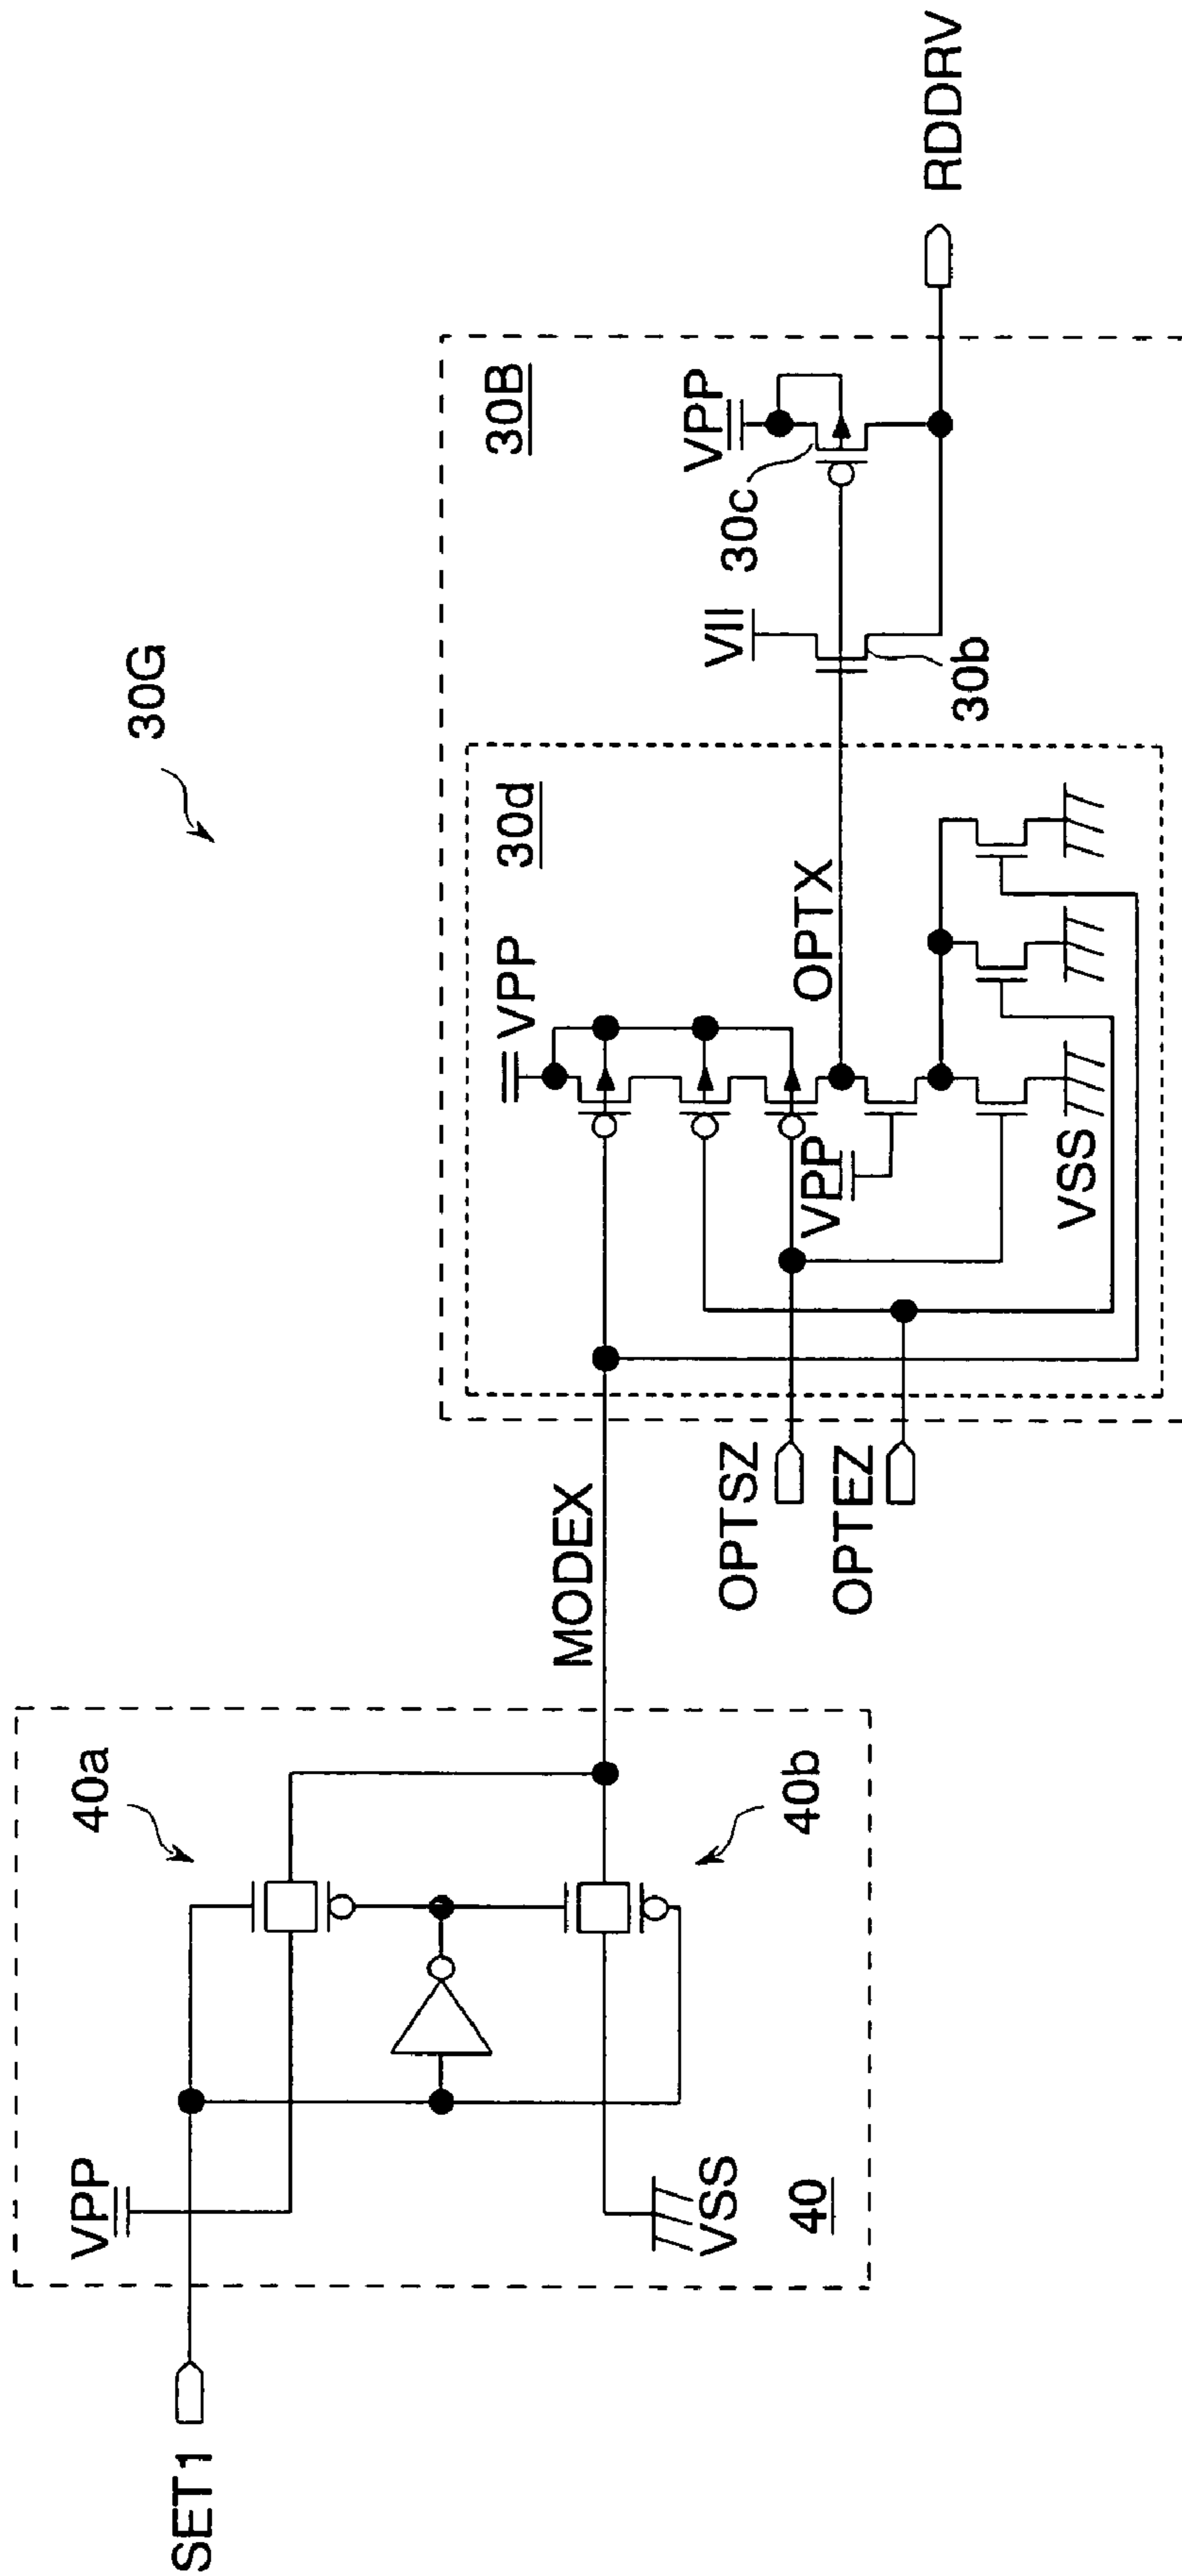 30G
SET1
VPP
40a
40b
VSS
40
MODEX
OPTSZ
OPTEZ
30B
30d
VPP
VPP
OPTX
VSS
VII
30b
VPP
30c
RDDRV